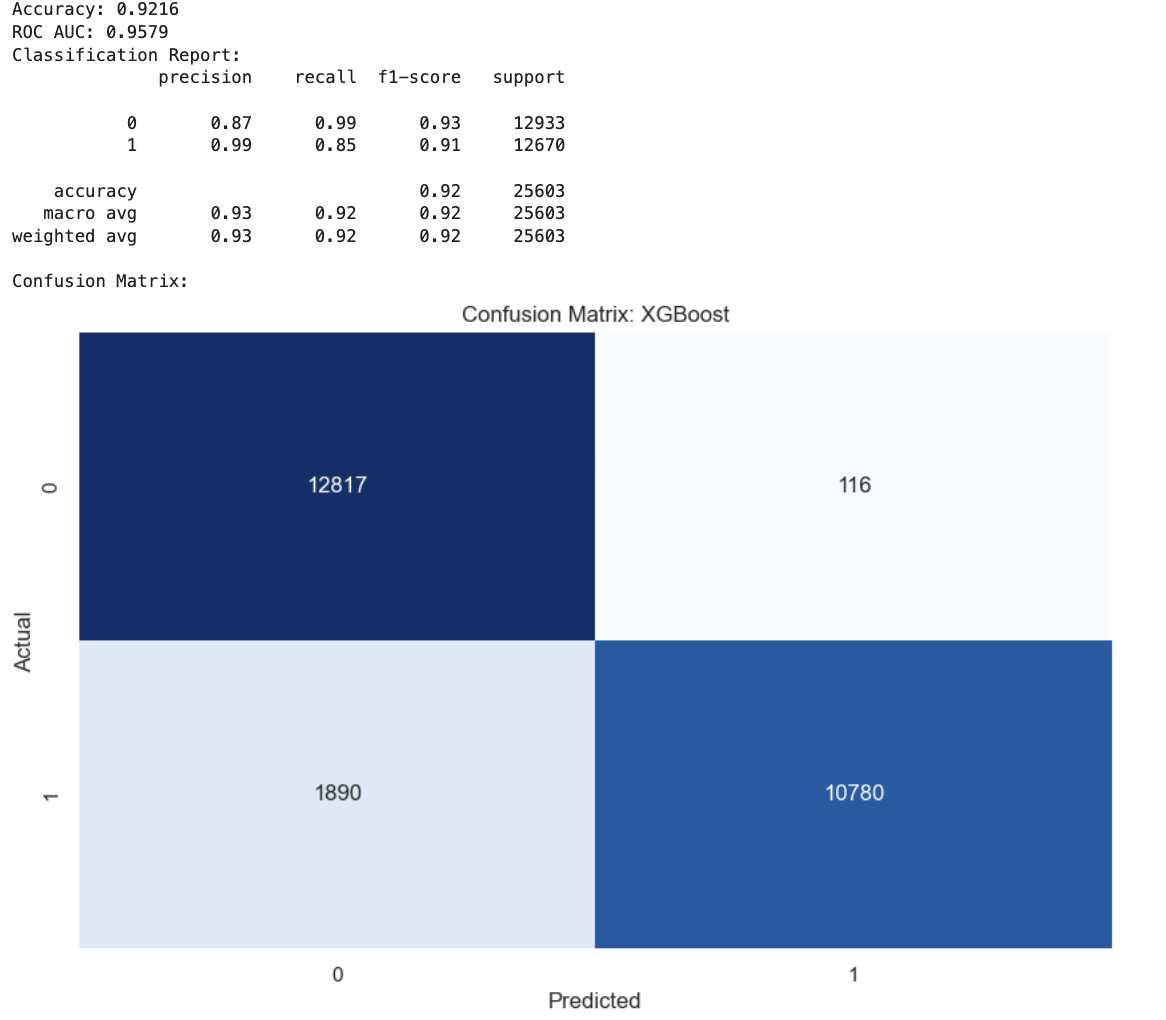 Accuracy: 0.9216
ROC AUC: 0.9579
Classification Report:
precision recall f1-score support
0 0.87 0.99 0.93 12933
1 0.99 0.85 0.91 12670
accuracy 0.92 25603
macro avg 0.93 0.92 0.92 25603
weighted avg 0.93 0.92 0.92 25603
Confusion Matrix:
Confusion Matrix: XGBoost
0 12817 116
Actual
1 1890 10780
0 1
Predicted